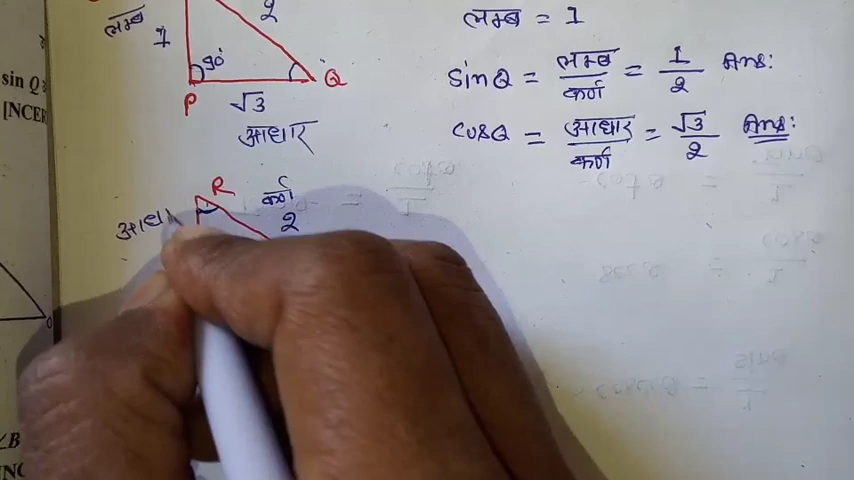 लम्ब 1 2
90°
P √3 Q
आधार
लम्ब = 1
sin Q = लम्ब / कर्ण = 1 / 2 Ans:
cos Q = आधार / कर्ण = √3 / 2 Ans:
R कर्ण
आधा 2
sin Q
[NCER
∠B